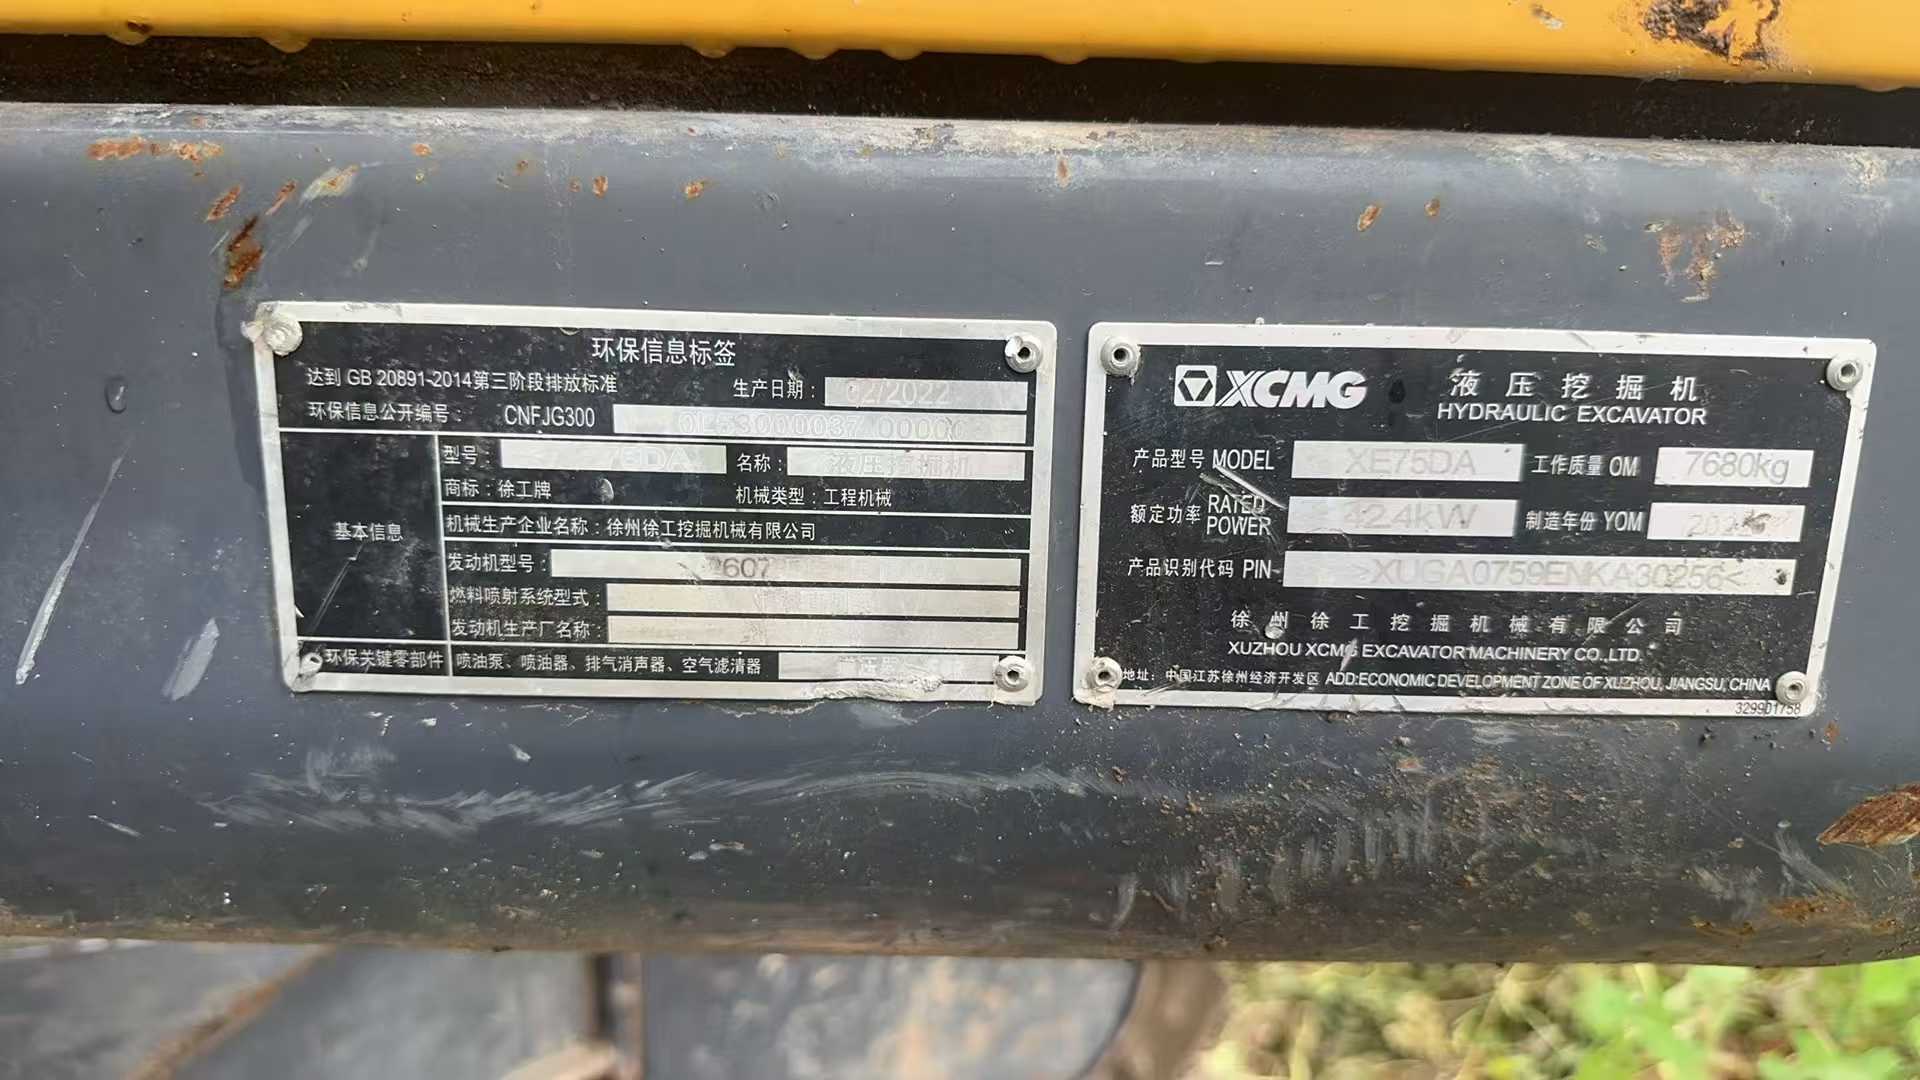 环保信息标签
达到 GB 20891-2014第三阶段排放标准
生产日期： 02/2022
环保信息公开编号： CNFJG300
基本信息
型号： 75DA
名称： 液压挖掘机
商标：徐工牌
机械类型：工程机械
机械生产企业名称：徐州徐工挖掘机械有限公司
发动机型号： 2607
燃料喷射系统型式：
发动机生产厂名称：
环保关键零部件
喷油泵、喷油器、排气消声器、空气滤清器
XCMG 液压挖掘机
HYDRAULIC EXCAVATOR
产品型号 MODEL XE75DA
工作质量 OM 7680kg
额定功率 RATED POWER 42.4kW
制造年份 YOM
产品识别代码 PIN >XUGA0759ENKA30256<
徐州徐工挖掘机械有限公司
XUZHOU XCMG EXCAVATOR MACHINERY CO.,LTD.
地址：中国江苏徐州经济开发区 ADD:ECONOMIC DEVELOPMENT ZONE OF XUZHOU, JIANGSU, CHINA
329901758